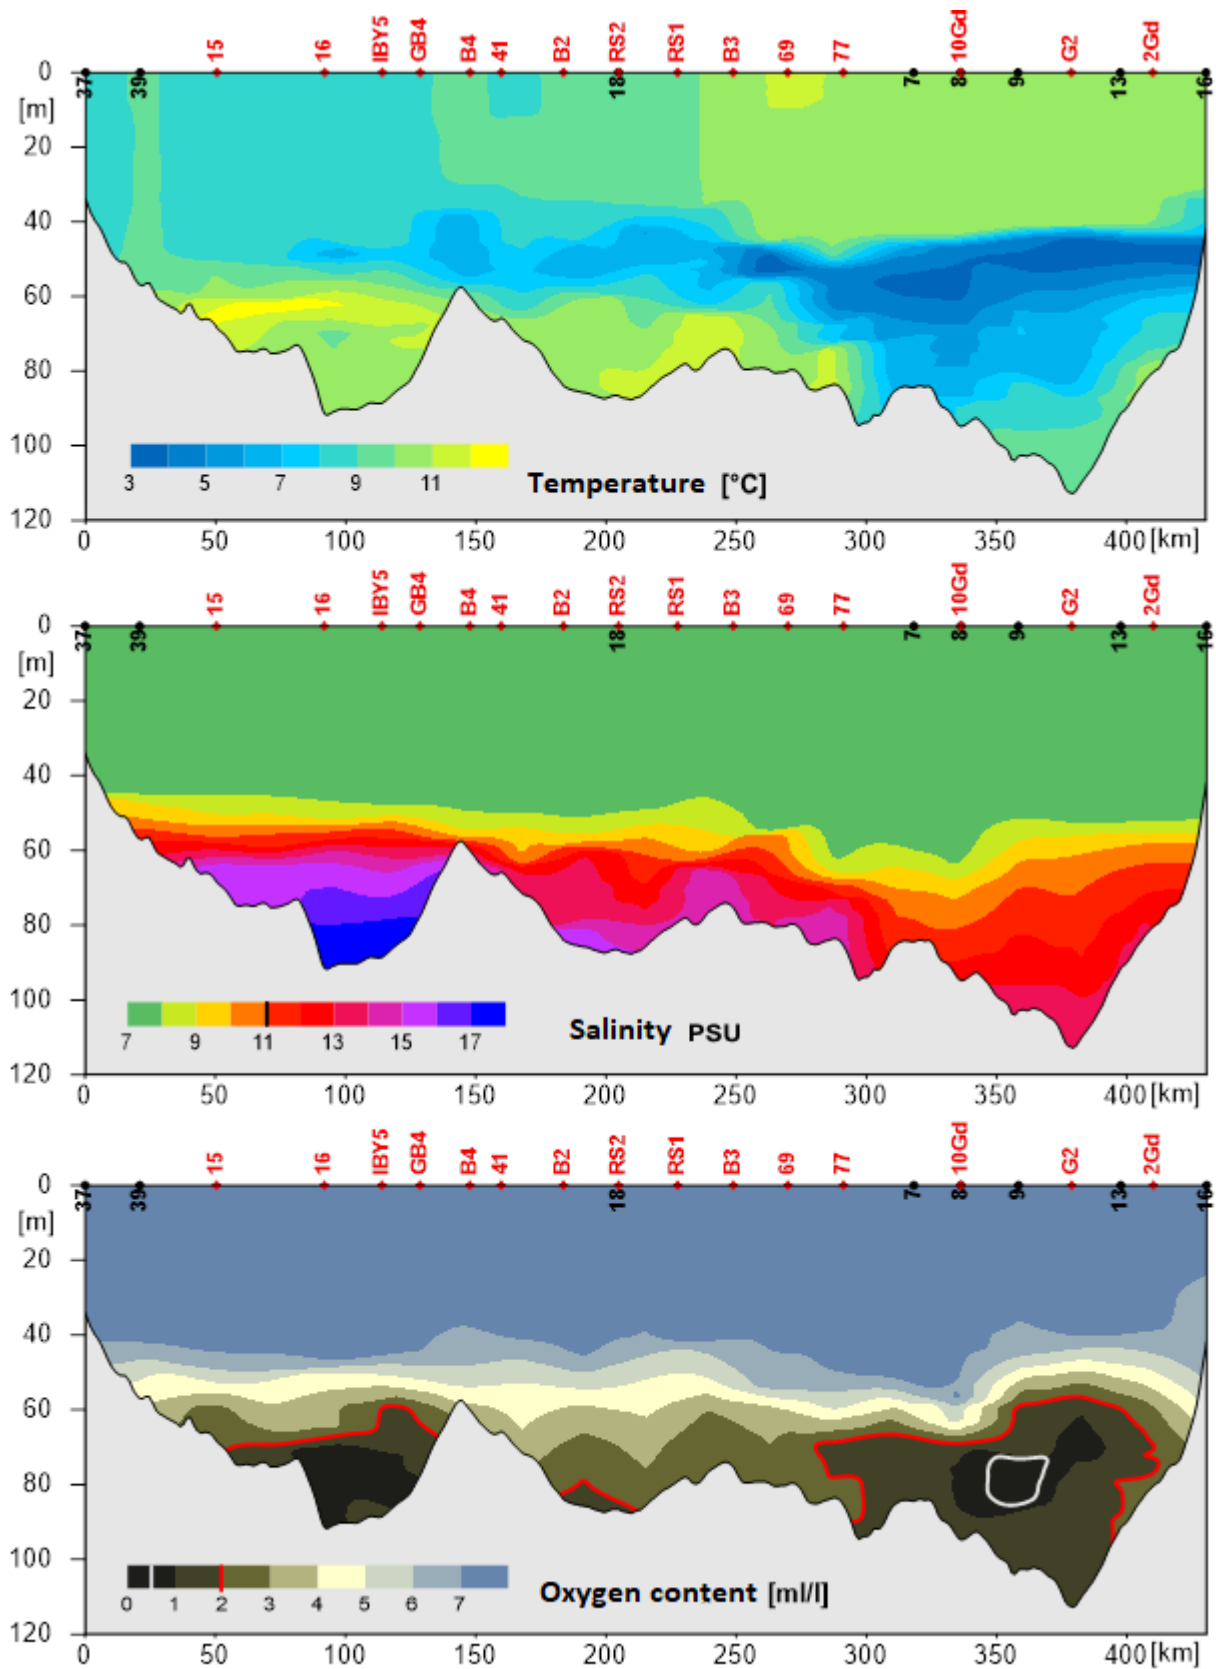 15 16 IBY5 GB4 B4 41 B2 RS2 RS1 B3 69 77 10Gd G2 2Gd
0 37 39 18 7 8 9 13 16
[m]
20
40
60
80
100
3 5 7 9 11 Temperature [°C]
120
0 50 100 150 200 250 300 350 400 [km]
15 16 IBY5 GB4 B4 41 B2 RS2 RS1 B3 69 77 10Gd G2 2Gd
0 37 39 18 7 8 9 13 16
[m]
20
40
60
80
100
7 9 11 13 15 17 Salinity PSU
120
0 50 100 150 200 250 300 350 400 [km]
15 16 IBY5 GB4 B4 41 B2 RS2 RS1 B3 69 77 10Gd G2 2Gd
0 37 39 18 7 8 9 13 16
[m]
20
40
60
80
100
0 1 2 3 4 5 6 7 Oxygen content [ml/l]
120
0 50 100 150 200 250 300 350 400 [km]